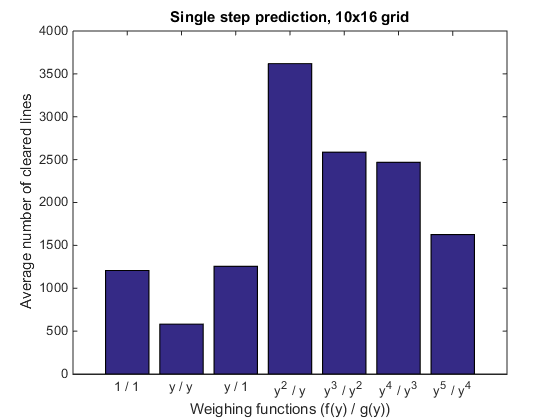 Single step prediction, 10x16 grid
Average number of cleared lines
4000
3500
3000
2500
2000
1500
1000
500
0
1 / 1 y / y y / 1 y² / y y³ / y² y⁴ / y³ y⁵ / y⁴
Weighing functions (f(y) / g(y))